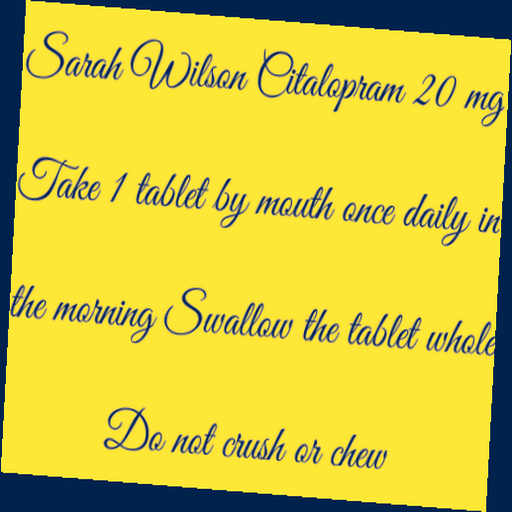 Sarah Wilson Citalopram 20 mg
Take 1 tablet by mouth once daily in
the morning Swallow the tablet whole
Do not crush or chew